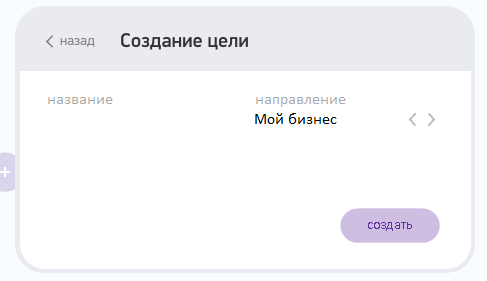 назад Создание цели
название направление
Мой бизнес
создать